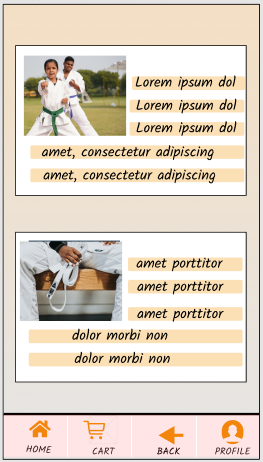 Lorem ipsum dol
Lorem ipsum dol
Lorem ipsum dol
amet, consectetur adipiscing
amet, consectetur adipiscing
amet porttitor
amet porttitor
amet porttitor
dolor morbi non
dolor morbi non
HOME
CART
BACK
PROFILE